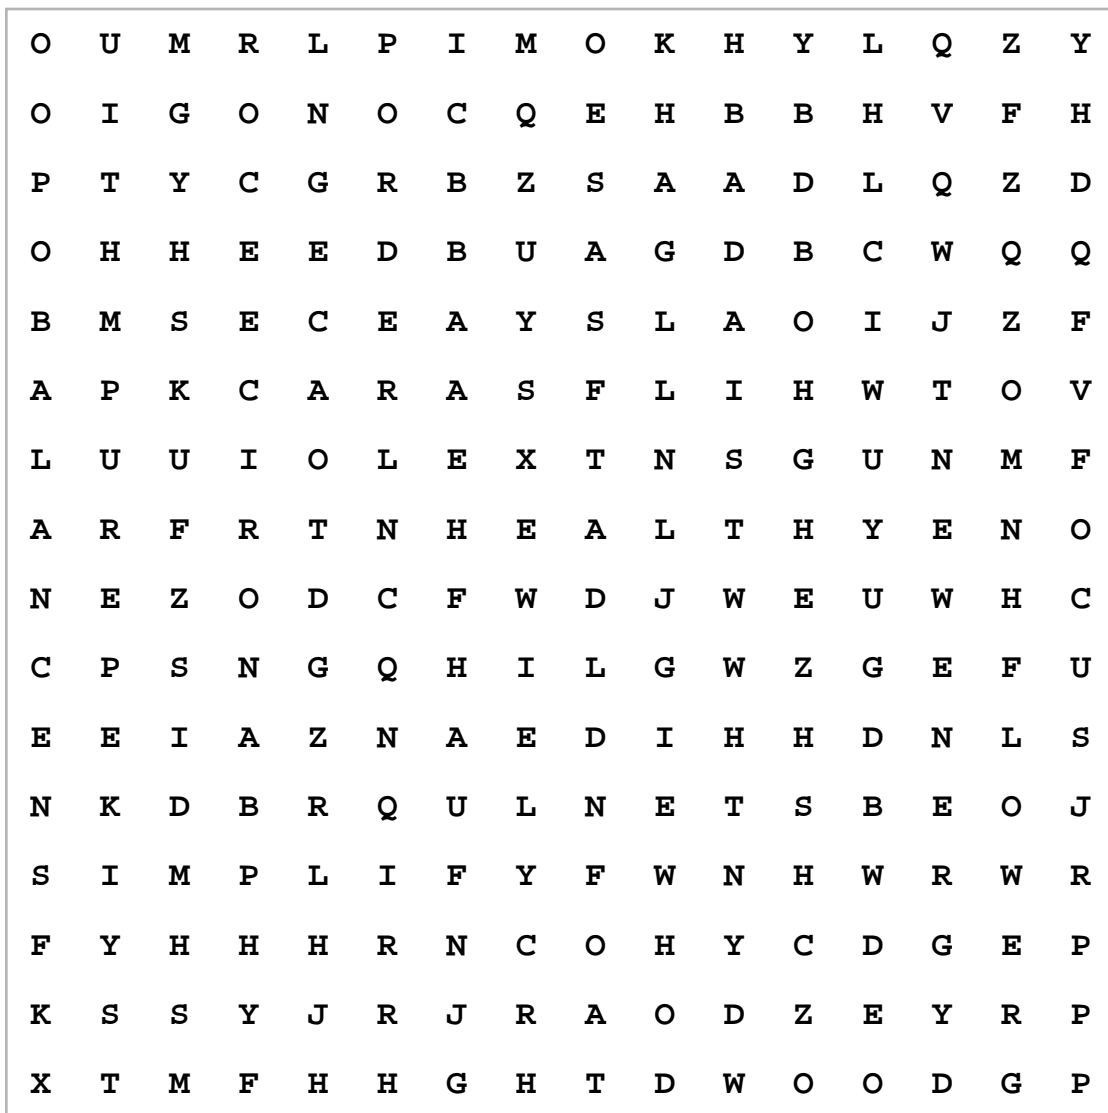 O U M R L P I M O K H Y L Q Z Y
O I G O N O C Q E H B B H V F H
P T Y C G R B Z S A A D L Q Z D
O H H E E D B U A G D B C W Q Q
B M S E C E A Y S L A O I J Z F
A P K C A R A S F L I H W T O V
L U U I O L E X T N S G U N M F
A R F R T N H E A L T H Y E N O
N E Z O D C F W D J W E U W H C
C P S N G Q H I L G W Z G E F U
E E I A Z N A E D I H H D N L S
N K D B R Q U L N E T S B E O J
S I M P L I F Y F W N H W R W R
F Y H H H R N C O H Y C D G E P
K S S Y J R J R A O D Z E Y R P
X T M F H H G H T D W O O D G P